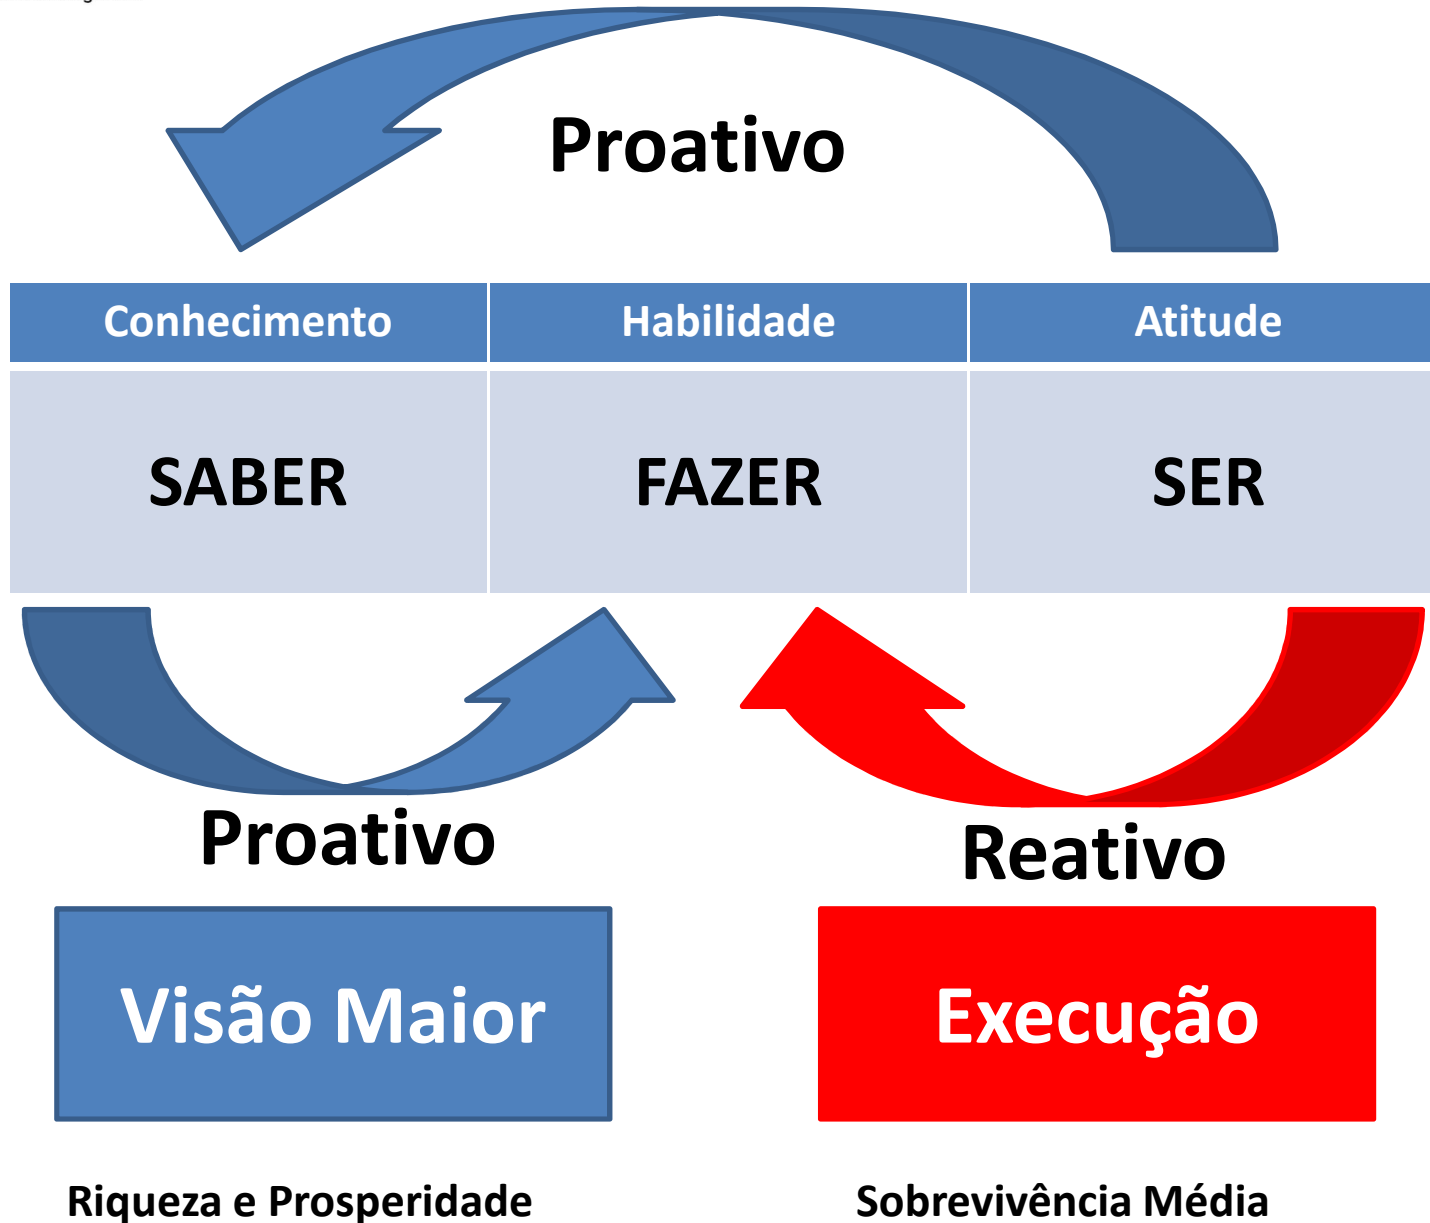 Proativo
Conhecimento Habilidade Atitude
SABER FAZER SER
Proativo Reativo
Visão Maior Execução
Riqueza e Prosperidade Sobrevivência Média